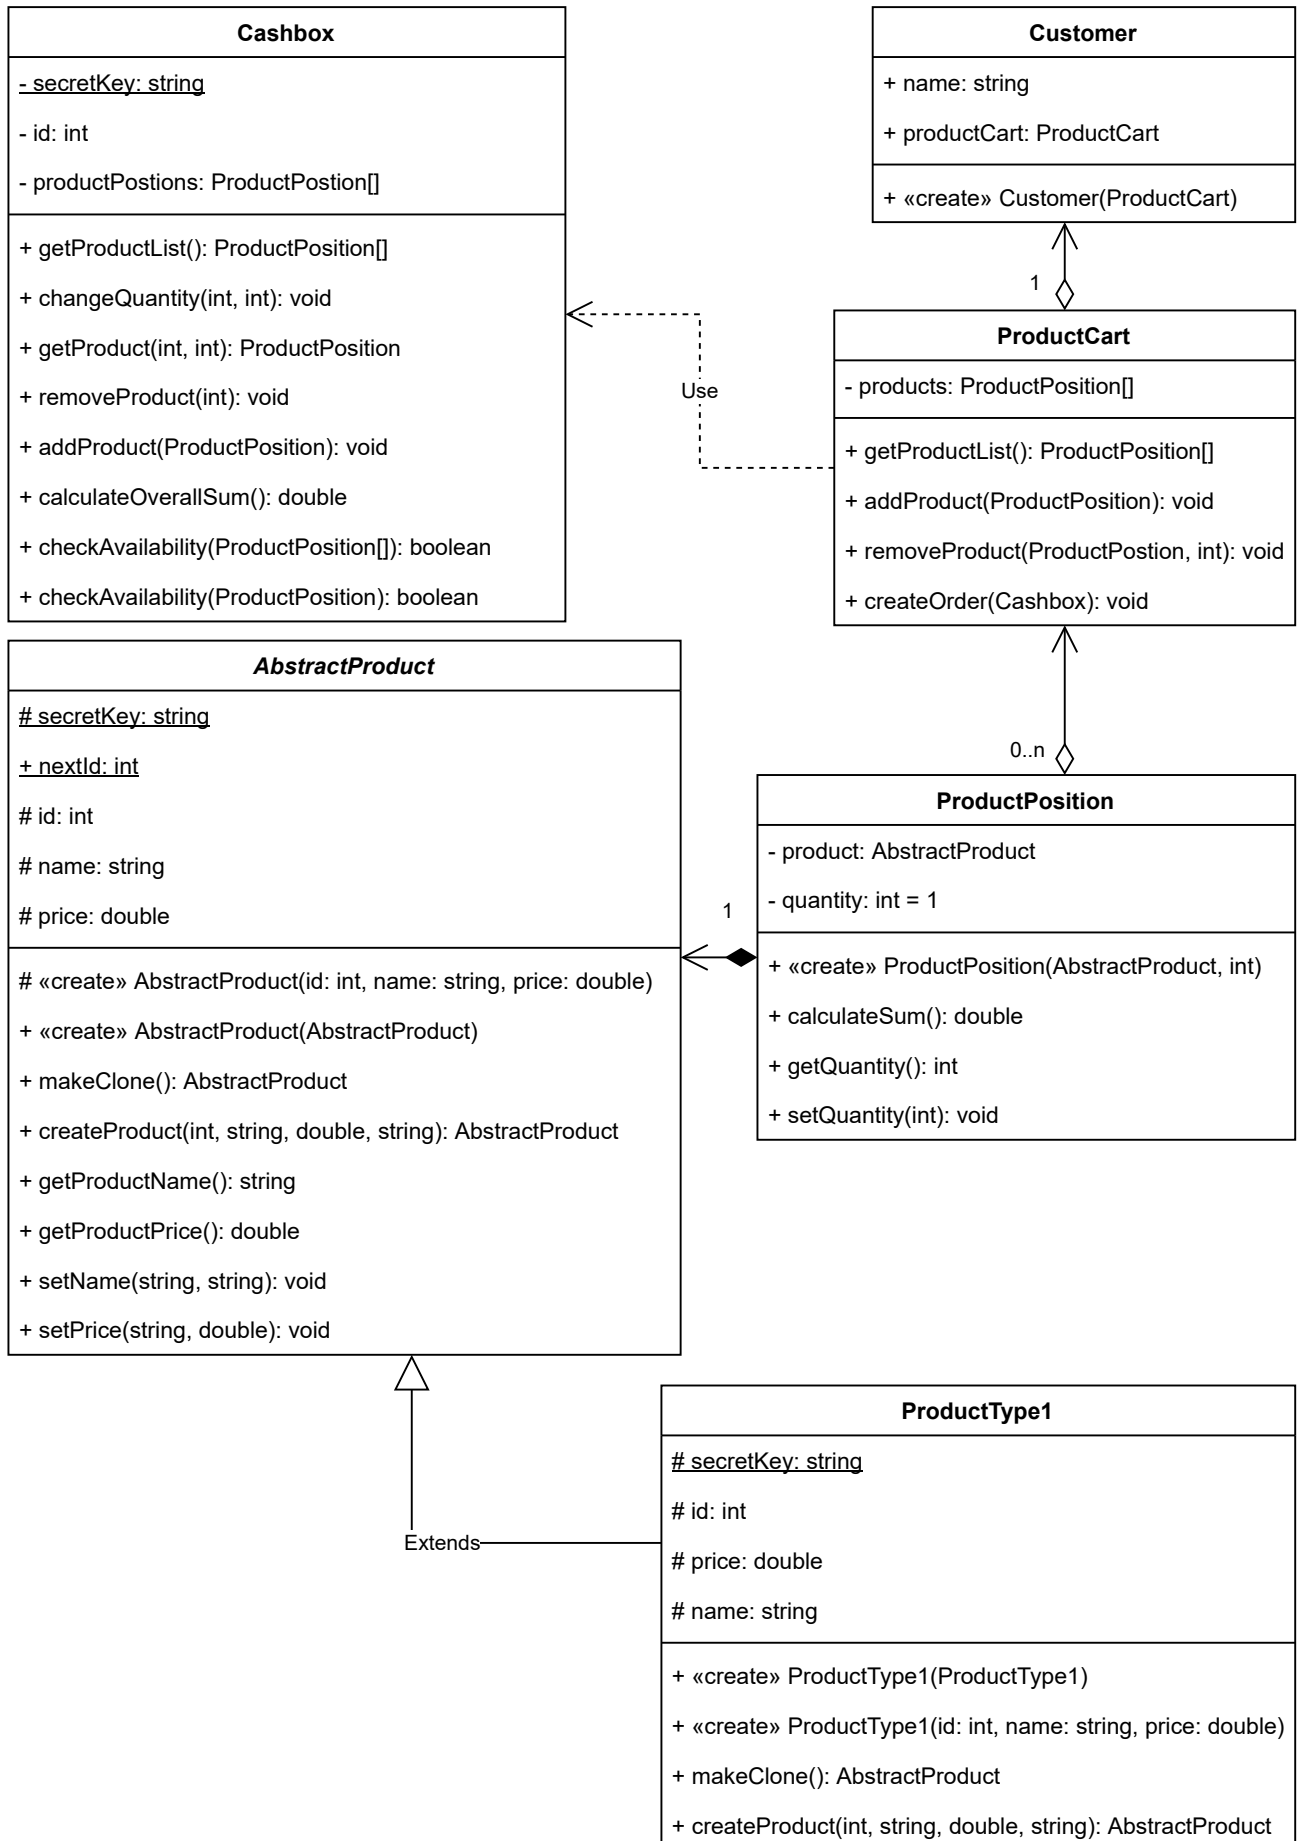 Cashbox
- secretKey: string
- id: int
- productPostions: ProductPostion[]
+ getProductList(): ProductPosition[]
+ changeQuantity(int, int): void
+ getProduct(int, int): ProductPosition
+ removeProduct(int): void
+ addProduct(ProductPosition): void
+ calculateOverallSum(): double
+ checkAvailability(ProductPosition[]): boolean
+ checkAvailability(ProductPosition): boolean
Customer
+ name: string
+ productCart: ProductCart
+ «create» Customer(ProductCart)
1
Use
ProductCart
- products: ProductPosition[]
+ getProductList(): ProductPosition[]
+ addProduct(ProductPosition): void
+ removeProduct(ProductPostion, int): void
+ createOrder(Cashbox): void
0..n
AbstractProduct
# secretKey: string
+ nextId: int
# id: int
# name: string
# price: double
# «create» AbstractProduct(id: int, name: string, price: double)
+ «create» AbstractProduct(AbstractProduct)
+ makeClone(): AbstractProduct
+ createProduct(int, string, double, string): AbstractProduct
+ getProductName(): string
+ getProductPrice(): double
+ setName(string, string): void
+ setPrice(string, double): void
1
ProductPosition
- product: AbstractProduct
- quantity: int = 1
+ «create» ProductPosition(AbstractProduct, int)
+ calculateSum(): double
+ getQuantity(): int
+ setQuantity(int): void
Extends
ProductType1
# secretKey: string
# id: int
# price: double
# name: string
+ «create» ProductType1(ProductType1)
+ «create» ProductType1(id: int, name: string, price: double)
+ makeClone(): AbstractProduct
+ createProduct(int, string, double, string): AbstractProduct